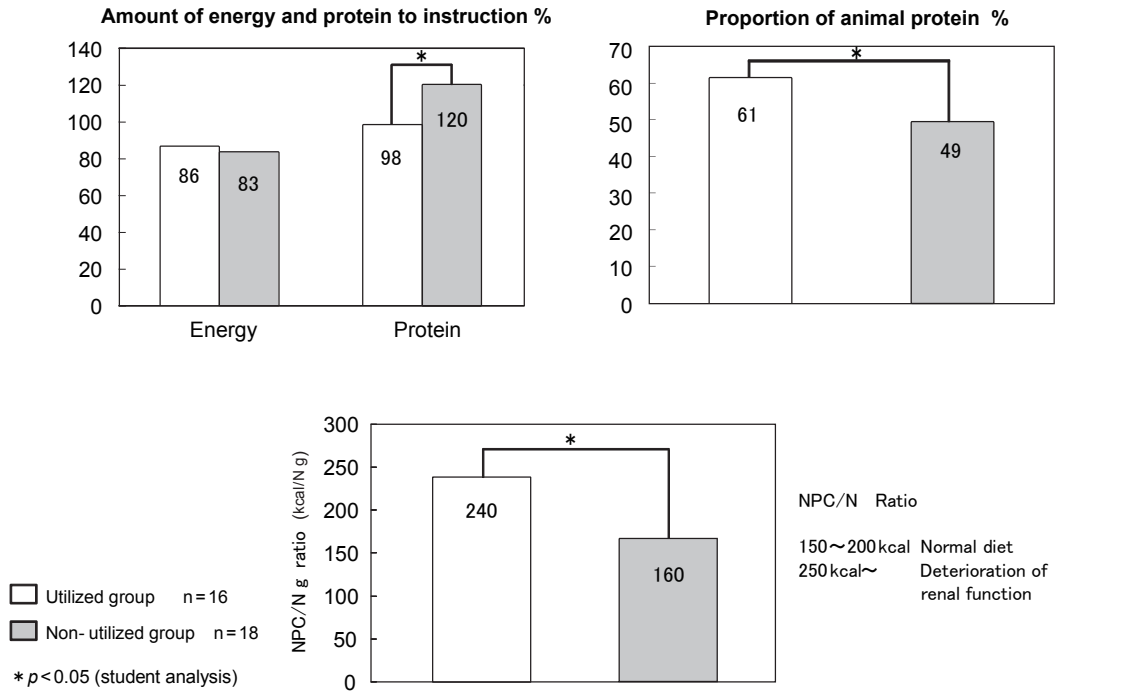 Amount of energy and protein to instruction %
140
120
100
80
60
40
20
0
86
83
98
120
*
Energy
Protein
Proportion of animal protein %
70
60
50
40
30
20
10
0
61
49
*
NPC/N g ratio (kcal/N g)
300
250
200
150
100
50
0
240
160
*
NPC/N Ratio
150～200kcal Normal diet
250kcal～ Deterioration of
renal function
Utilized group n=16
Non- utilized group n=18
* p<0.05 (student analysis)